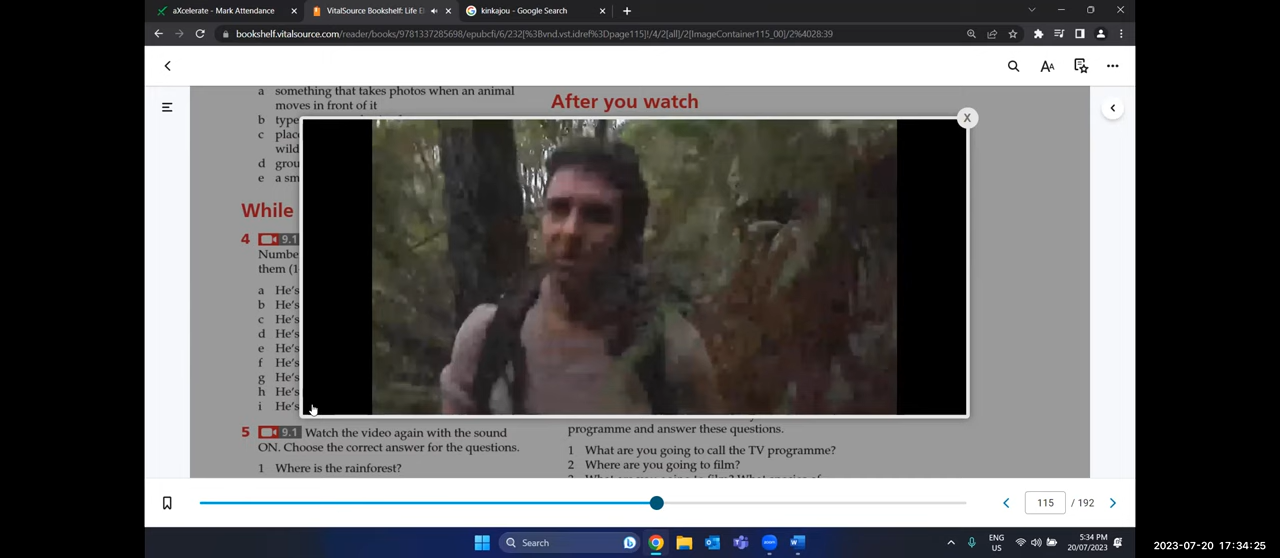 aXcelerate - Mark Attendance
VitalSource Bookshelf: Life E
kinkajou - Google Search
bookshelf.vitalsource.com/reader/books/9781337285698/epubcfi/6/232[%3Bvnd.vst.idref%3Dpage115]!/4/2[all]/2[ImageContainer115_00]/2%4028:39
AA
a something that takes photos when an animal
moves in front of it
b type
c place
wild
d grou
e a sm
After you watch
X
While
4 9.1
Numbe
them (1
a He's
b He's
c He's
d He's
e He's
f He's
g He's
h He's
i He's
5 9.1 Watch the video again with the sound
ON. Choose the correct answer for the questions.
1 Where is the rainforest?
programme and answer these questions.
1 What are you going to call the TV programme?
2 Where are you going to film?
115 / 192
Search
ENG
US
5:34 PM
20/07/2023
2023-07-20 17:34:25